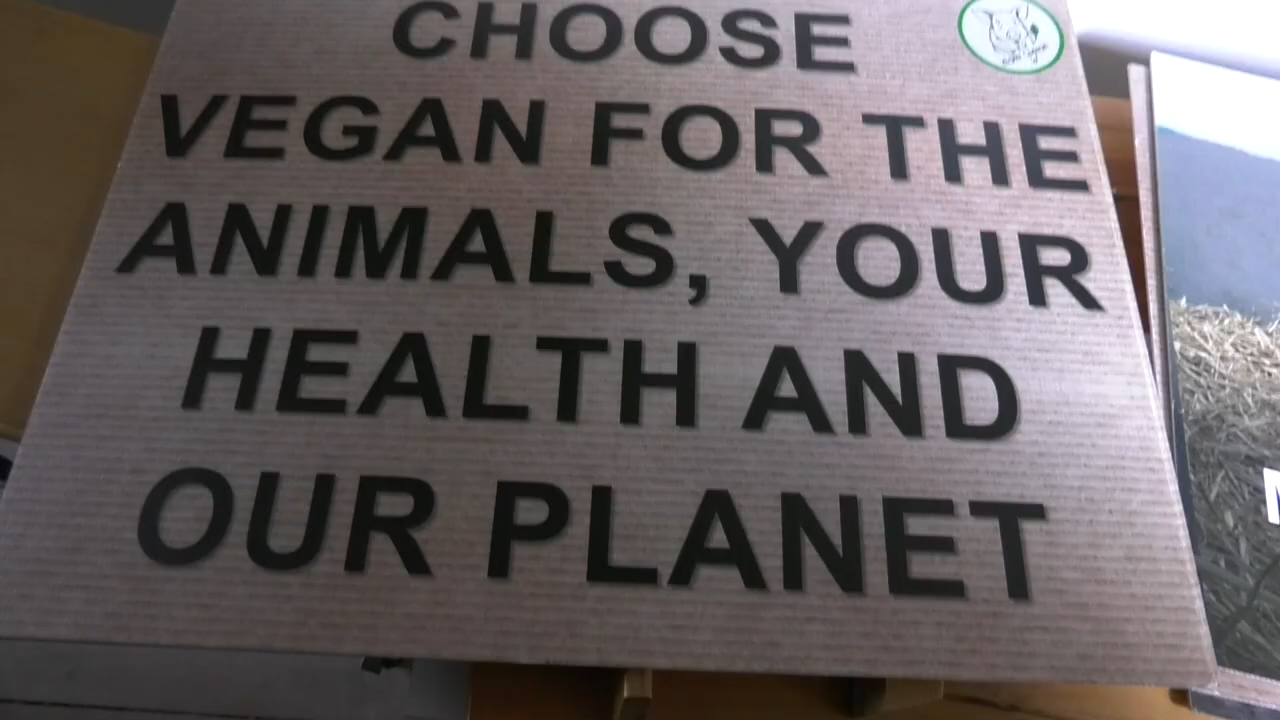 CHOOSE
VEGAN FOR THE
ANIMALS, YOUR
HEALTH AND
OUR PLANET